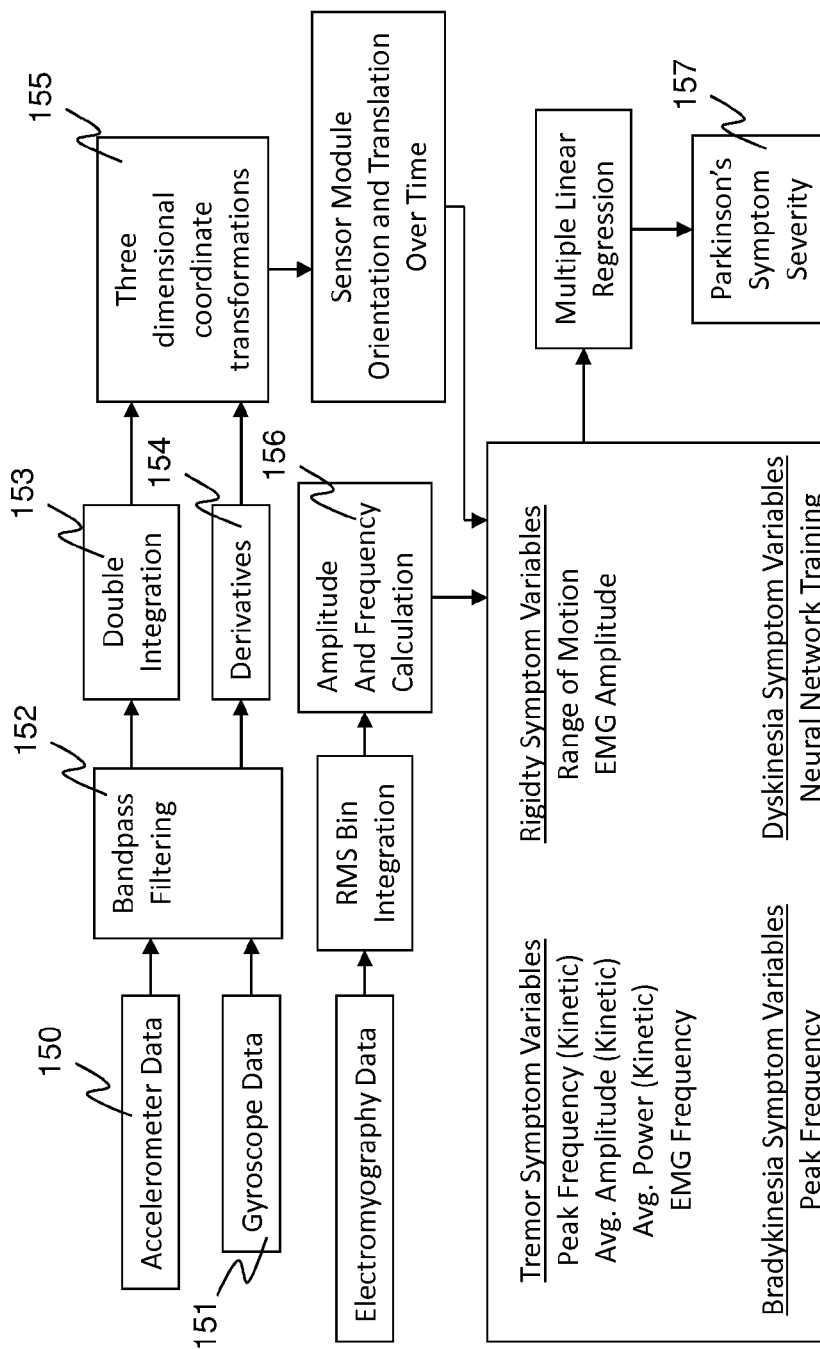 150
Accelerometer Data
151
Gyroscope Data
Electromyography Data
152
Bandpass
Filtering
RMS Bin
Integration
153
Double
Integration
154
Derivatives
156
Amplitude
And Frequency
Calculation
155
Three
dimensional
coordinate
transformations
Sensor Module
Orientation and Translation
Over Time
Tremor Symptom Variables
Peak Frequency (Kinetic)
Avg. Amplitude (Kinetic)
Avg. Power (Kinetic)
EMG Frequency
Rigidty Symptom Variables
Range of Motion
EMG Amplitude
Bradykinesia Symptom Variables
Peak Frequency
Dyskinesia Symptom Variables
Neural Network Training
Multiple Linear
Regression
157
Parkinson's
Symptom
Severity